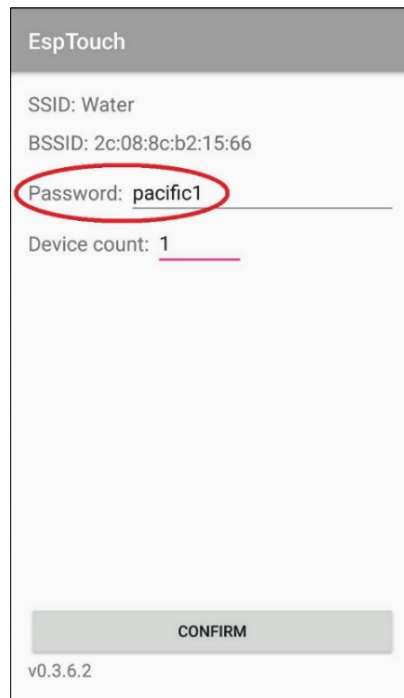 EspTouch
SSID: Water
BSSID: 2c:08:8c:b2:15:66
Password: pacific1
Device count: 1
CONFIRM
v0.3.6.2